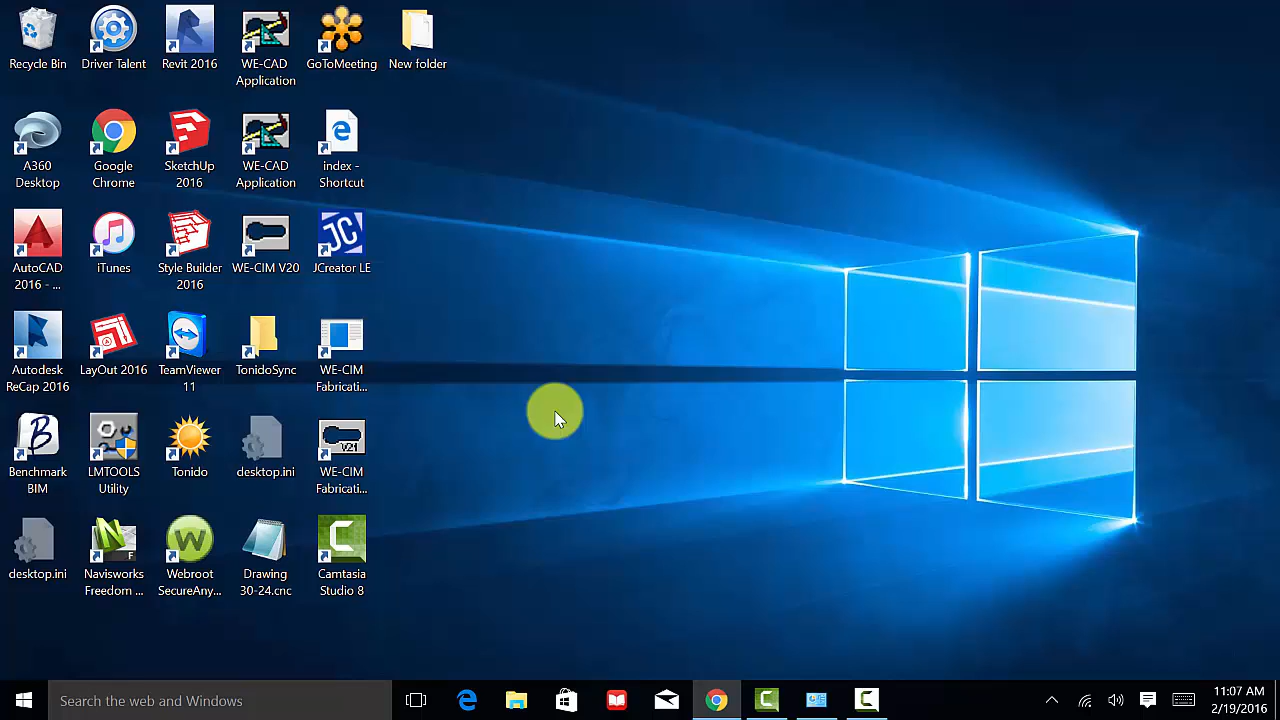 Recycle Bin
Driver Talent
Revit 2016
WE-CAD
Application
GoToMeeting
New folder
A360
Desktop
Google
Chrome
SketchUp
2016
WE-CAD
Application
index -
Shortcut
AutoCAD
2016 - ...
iTunes
Style Builder
2016
WE-CIM V20
JC
JCreator LE
Autodesk
ReCap 2016
LayOut 2016
TeamViewer
11
TonidoSync
WE-CIM
Fabricati...
Benchmark
BIM
LMTOOLS
Utility
Tonido
desktop.ini
V21
WE-CIM
Fabricati...
desktop.ini
Navisworks
Freedom ...
Webroot
SecureAny...
Drawing
30-24.cnc
Camtasia
Studio 8
Search the web and Windows
11:07 AM
2/19/2016